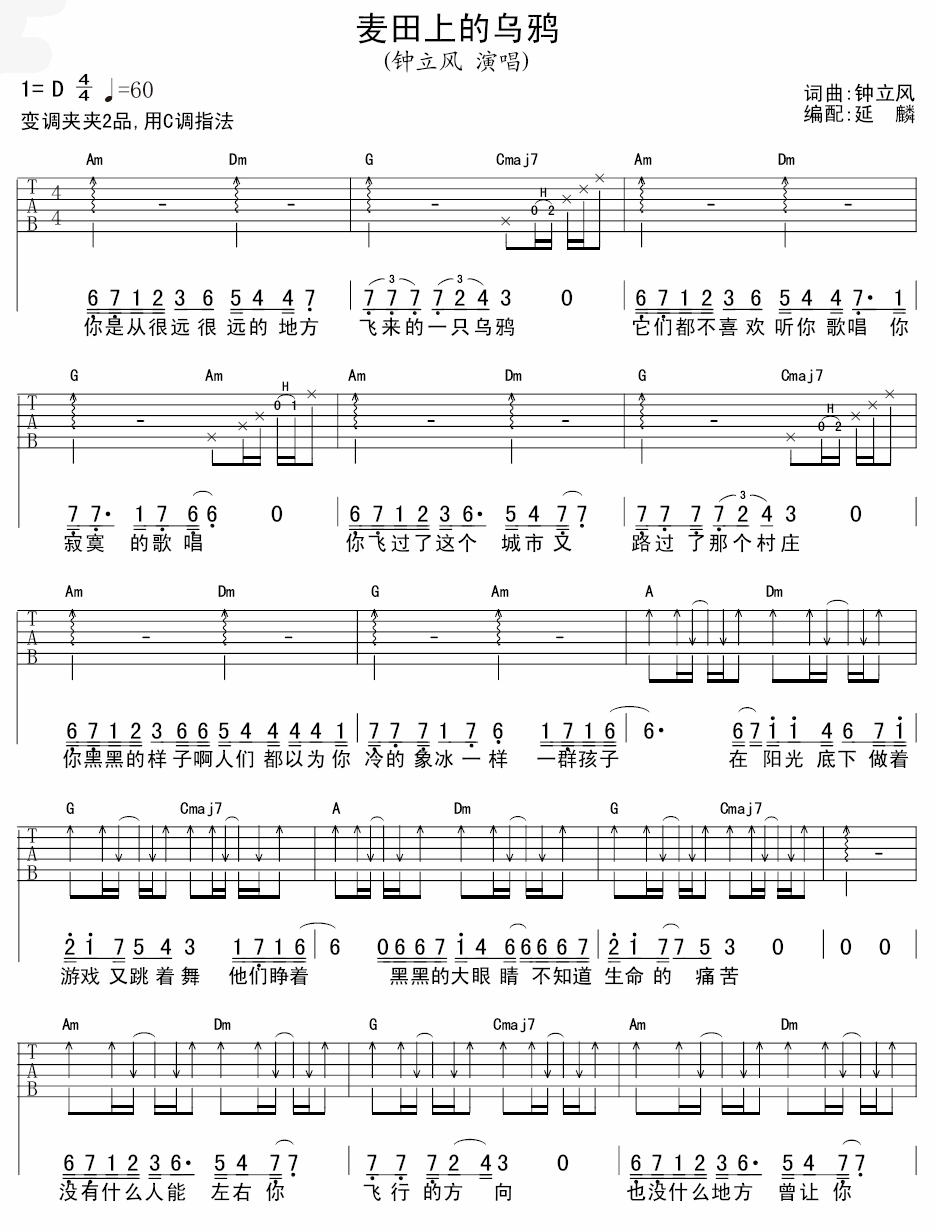 麦田上的乌鸦
(钟立风 演唱)
1= D 4/4 ♩=60
词曲:钟立风
变调夹夹2品,用C调指法
编配:延 麟
Am Dm G Cmaj7 Am Dm
T A B 4 4 H 0 2
6 7 1 2 3 6 5 4 4 7 3 7 7 7 3 7 2 4 3 0 6 7 1 2 3 6 5 4 4 7· 1
你是从很远很 远的 地方 飞来的一只乌鸦 它们都不喜欢 听你 歌唱 你
G Am Am Dm G Cmaj7
T A B H 0 1 H 0 2
7 7· 1 7 6 6 0 6 7 1 2 3 6· 5 4 7 7 7 7 7 3 7 2 4 3 0
寂寞 的歌 唱 你飞过了这个 城市 又 路过 了那个村庄
Am Dm G Am A Dm
T A B
6 7 1 2 3 6 6 5 4 4 4 4 1 7 7 7 1 7 6 1 7 1 6 6· 6 7 i i 4 6 7 i
你黑黑的样子啊人们 都以为你 冷的 象冰一样 一群孩子 在 阳光 底下 做着
G Cmaj7 A Dm G Cmaj7
T A B
2 i 7 5 4 3 1 7 1 6 6 0 6 6 7 i 4 6 6 6 6 7 2 i 7 7 5 3 0 0 0
游戏 又跳着舞 他们睁着 黑黑的大眼 睛 不知道 生命 的 痛苦
Am Dm G Cmaj7 Am Dm
T A B
6 7 1 2 3 6· 5 4 7 7 7 7 7 2 4 3 0 6 7 1 2 3 6· 5 4 7 7
没有什么人能 左右 你 飞行 的方 向 也没什么地方 曾让 你